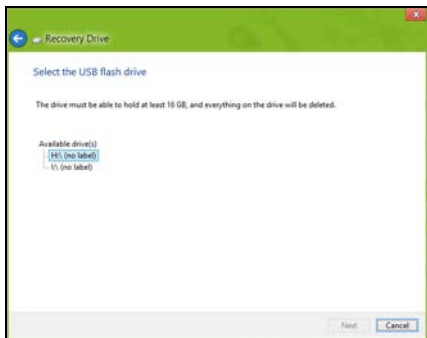 Recovery Drive
Select the USB flash drive
The drive must be able to hold at least 16 GB, and everything on the drive will be deleted.
Available drive(s)
H:\ (no label)
I:\ (no label)
Next
Cancel